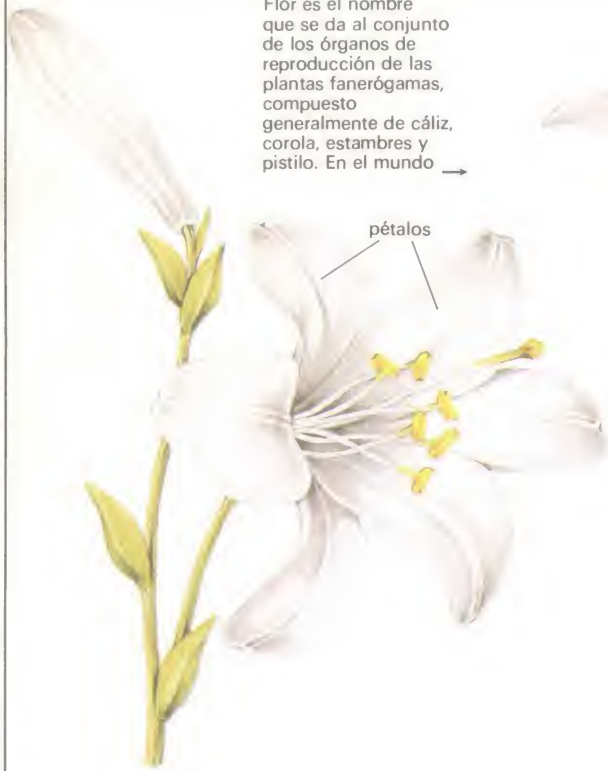 Flor es el nombre
que se da al conjunto
de los órganos de
reproducción de las
plantas fanerógamas,
compuesto
generalmente de cáliz,
corola, estambres y
pistilo. En el mundo →
pétalos